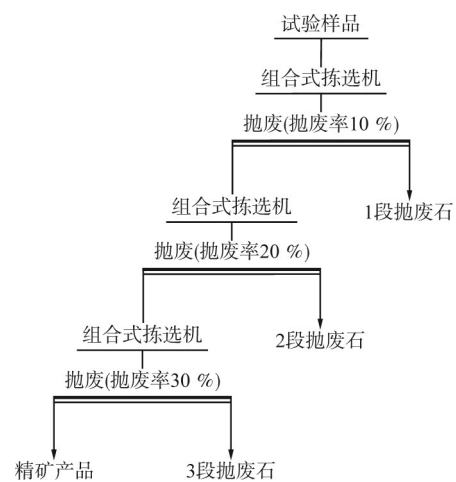 试验样品
组合式拣选机
抛废(抛废率10 %)
1段抛废石
组合式拣选机
抛废(抛废率20 %)
2段抛废石
组合式拣选机
抛废(抛废率30 %)
精矿产品
3段抛废石